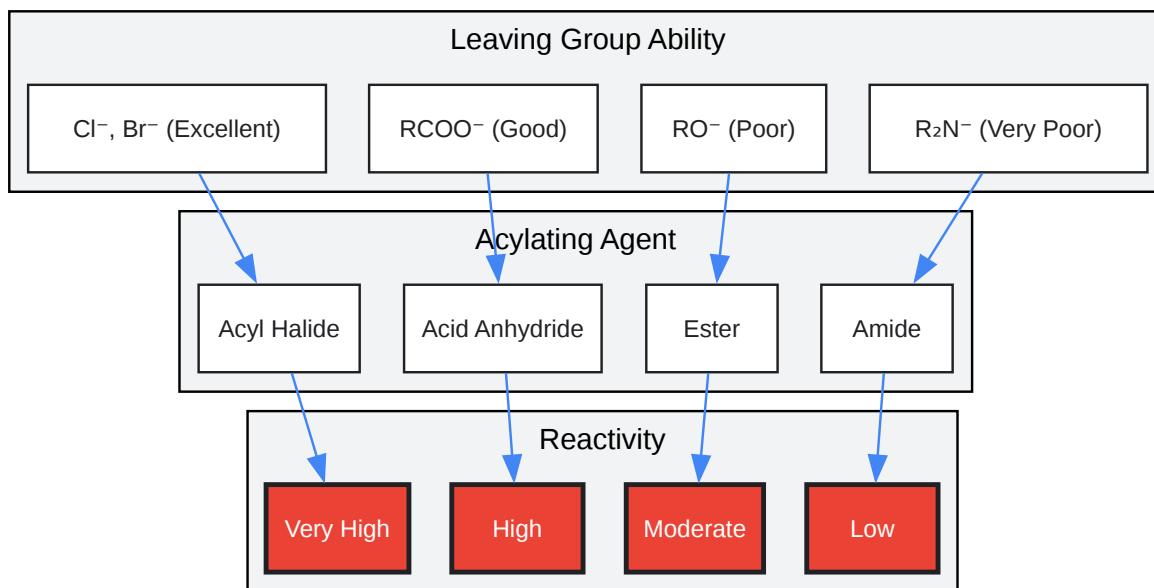 Leaving Group Ability
Cl⁻, Br⁻ (Excellent)
RCOO⁻ (Good)
RO⁻ (Poor)
R₂N⁻ (Very Poor)
Acylating Agent
Acyl Halide
Acid Anhydride
Ester
Amide
Reactivity
Very High
High
Moderate
Low